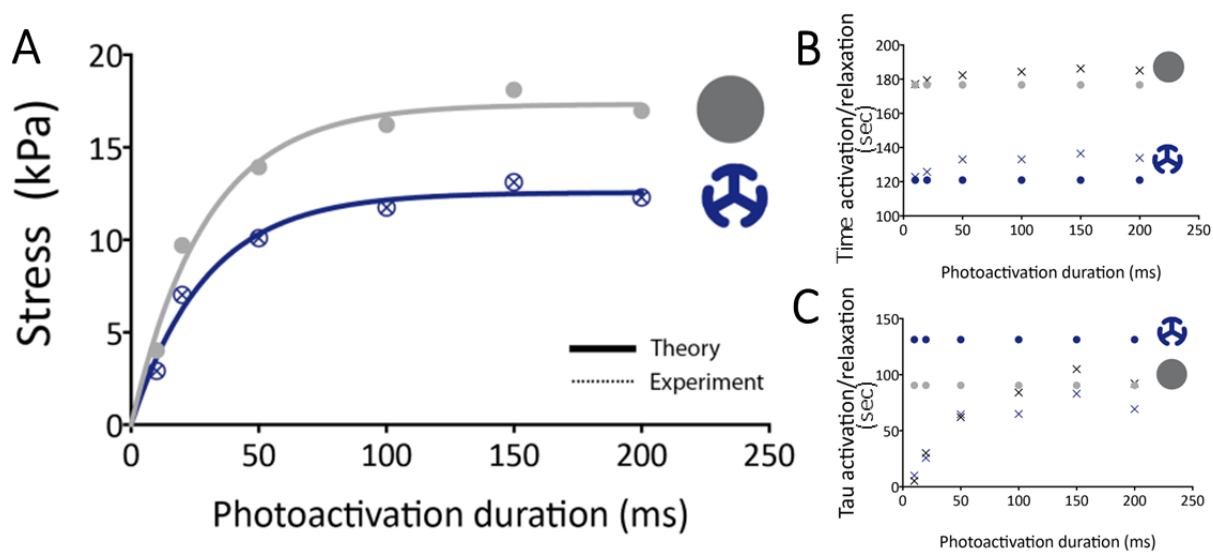 A
Stress (kPa)
20
15
10
5
0
0 50 100 150 200 250
Photoactivation duration (ms)
Theory
Experiment
B
Time activation/relaxation
(sec)
200
180
160
140
120
100
0 50 100 150 200 250
Photoactivation duration (ms)
C
Tau activation/relaxation
(sec)
150
100
50
0
0 50 100 150 200 250
Photoactivation duration (ms)